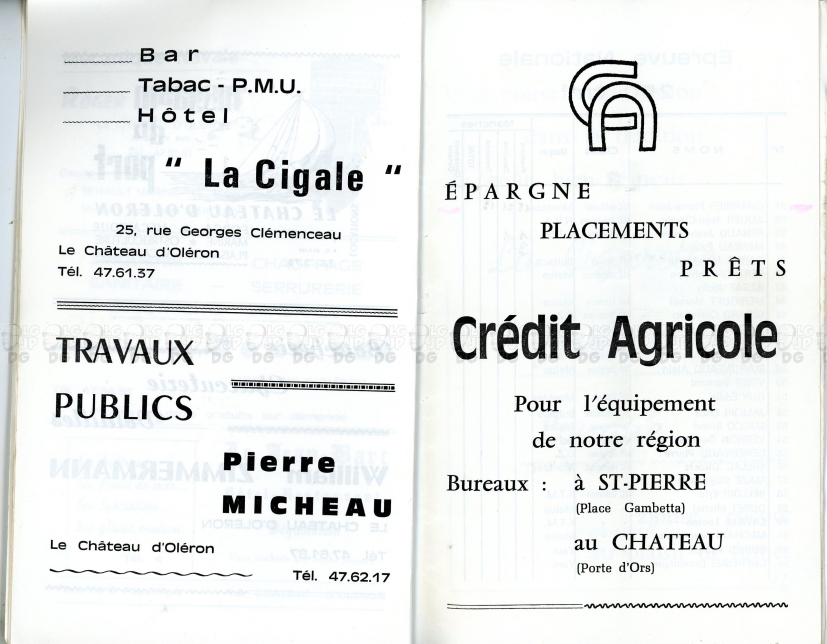 Bar
Tabac - P.M.U.
Hôtel
" La Cigale "
25, rue Georges Clémenceau
Le Château d'Oléron
Tél. 47.61.37
TRAVAUX
PUBLICS
Pierre
MICHEAU
Le Château d'Oléron
Tél. 47.62.17
CA
ÉPARGNE
PLACEMENTS
PRÊTS
Crédit Agricole
Pour l'équipement
de notre région
Bureaux : à ST-PIERRE
(Place Gambetta)
au CHATEAU
(Porte d'Ors)